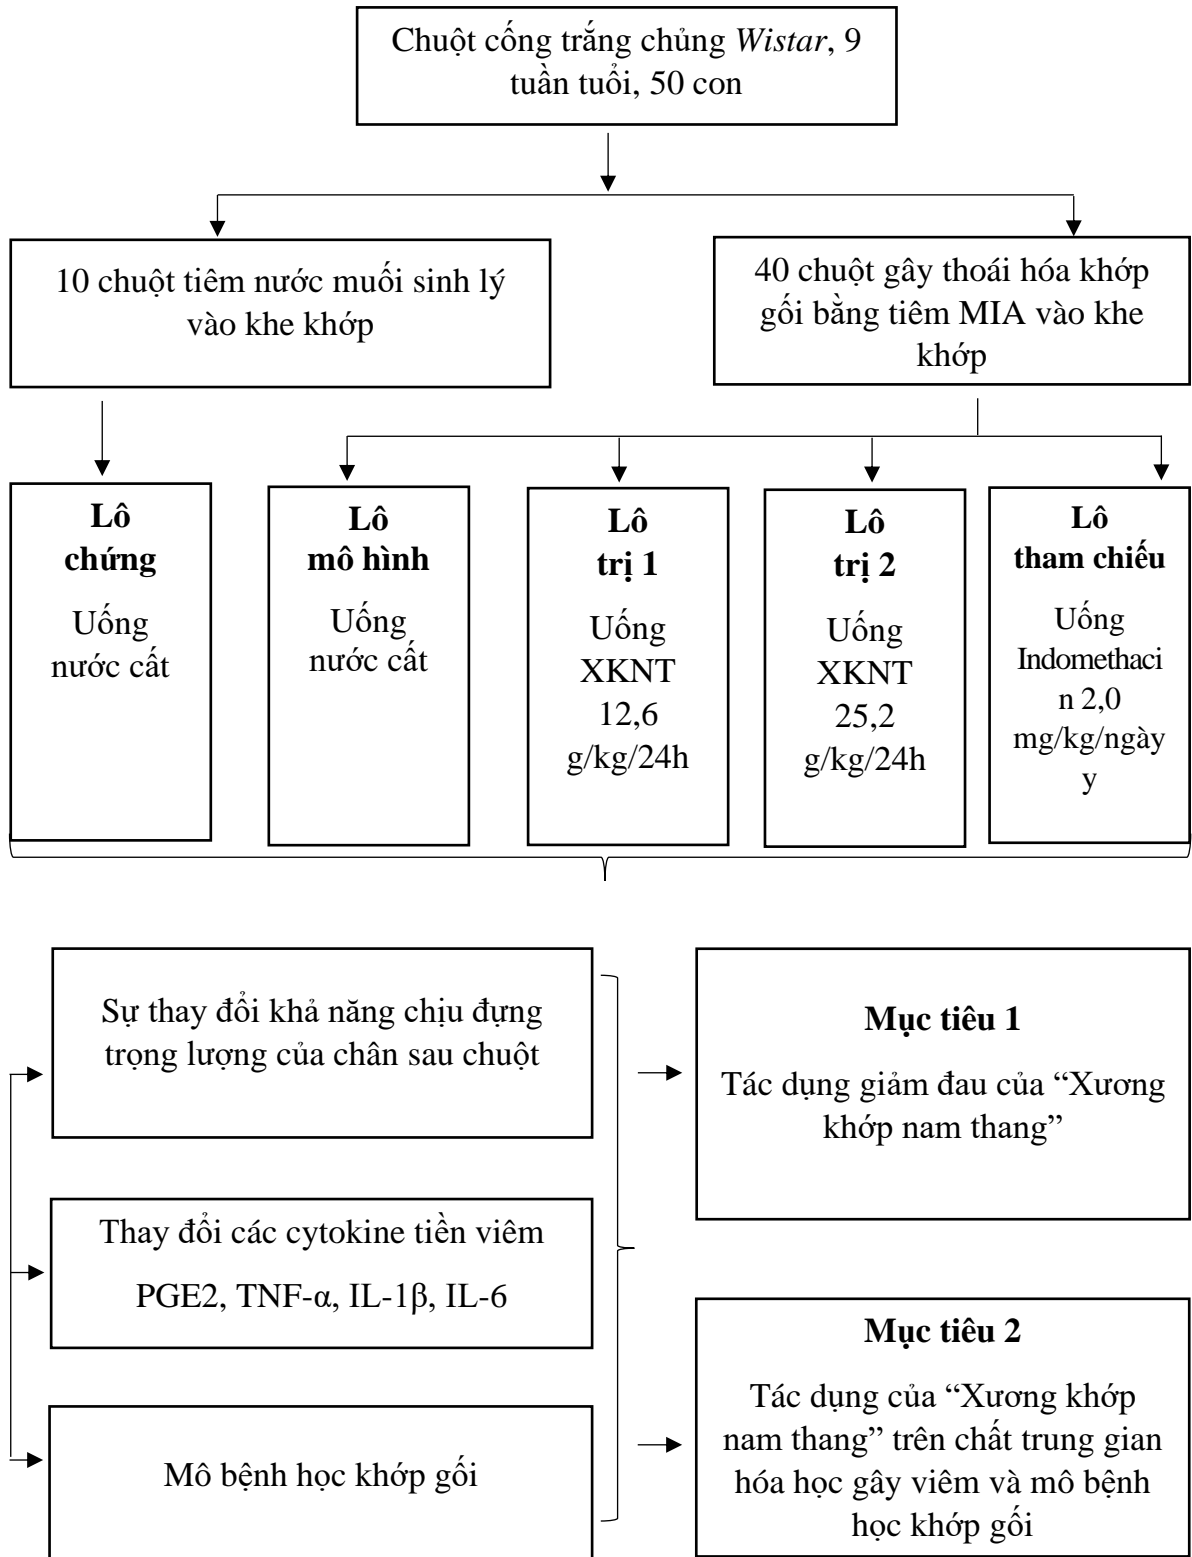 Chuột cống trắng chủng Wistar, 9
tuần tuổi, 50 con
10 chuột tiêm nước muối sinh lý
vào khe khớp
40 chuột gây thoái hóa khớp
gối bằng tiêm MIA vào khe
khớp
Lô
chứng
Uống
nước cất
Lô
mô hình
Uống
nước cất
Lô
trị 1
Uống
XKNT
12,6
g/kg/24h
Lô
trị 2
Uống
XKNT
25,2
g/kg/24h
Lô
tham chiếu
Uống
Indomethaci
n 2,0
mg/kg/ngày
y
Sự thay đổi khả năng chịu đựng
trọng lượng của chân sau chuột
Thay đổi các cytokine tiền viêm
PGE2, TNF-α, IL-1β, IL-6
Mô bệnh học khớp gối
Mục tiêu 1
Tác dụng giảm đau của “Xương
khớp nam thang”
Mục tiêu 2
Tác dụng của “Xương khớp
nam thang” trên chất trung gian
hóa học gây viêm và mô bệnh
học khớp gối